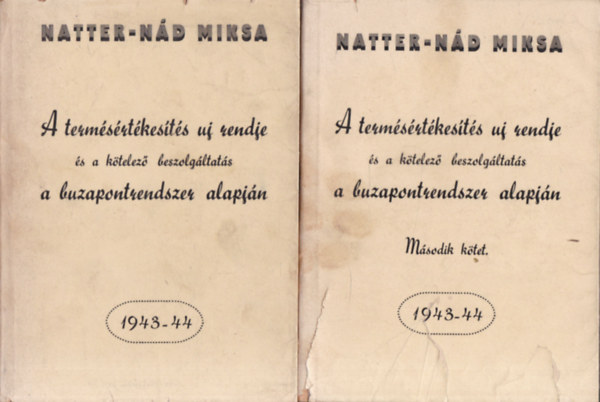 NATTER-NÁD MIKSA
A termésértékesítés uj rendje
és a kötelező beszolgáltatás
a buzapontrendszer alapján
1943-44
NATTER-NÁD MIKSA
A termésértékesítés uj rendje
és a kötelező beszolgáltatás
a buzapontrendszer alapján
Második kötet.
1943-44